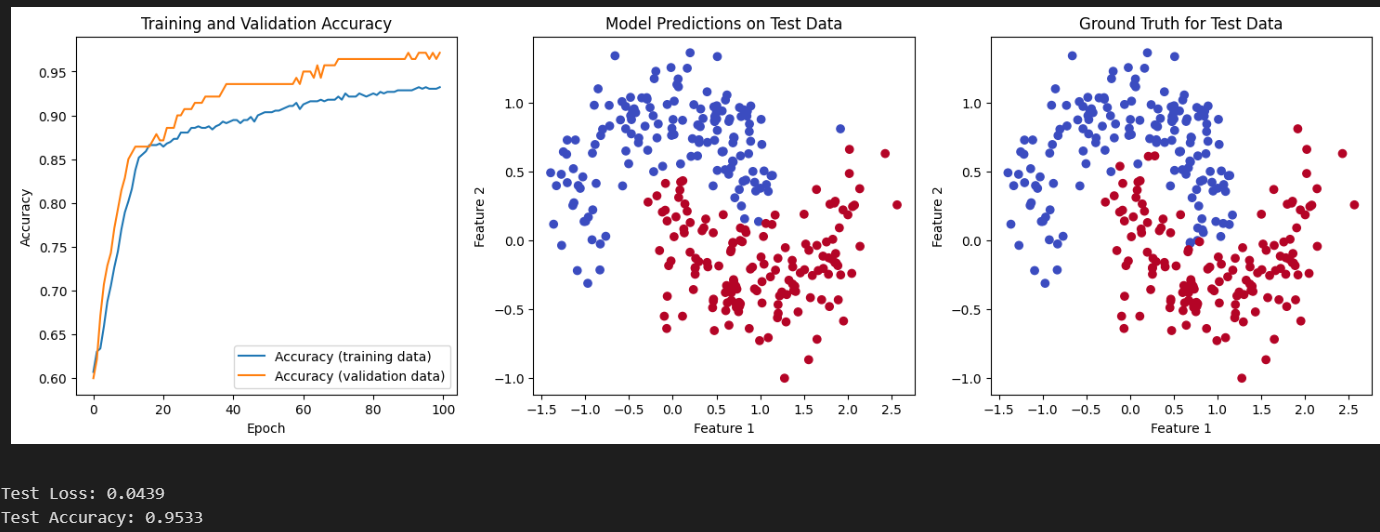 Training and Validation Accuracy
0.95
0.90
0.85
0.80
0.75
0.70
0.65
0.60
Accuracy
Accuracy (training data)
Accuracy (validation data)
0 20 40 60 80 100
Epoch
Model Predictions on Test Data
1.0
0.5
0.0
−0.5
−1.0
Feature 2
−1.5 −1.0 −0.5 0.0 0.5 1.0 1.5 2.0 2.5
Feature 1
Ground Truth for Test Data
1.0
0.5
0.0
−0.5
−1.0
Feature 2
−1.5 −1.0 −0.5 0.0 0.5 1.0 1.5 2.0 2.5
Feature 1
Test Loss: 0.0439
Test Accuracy: 0.9533